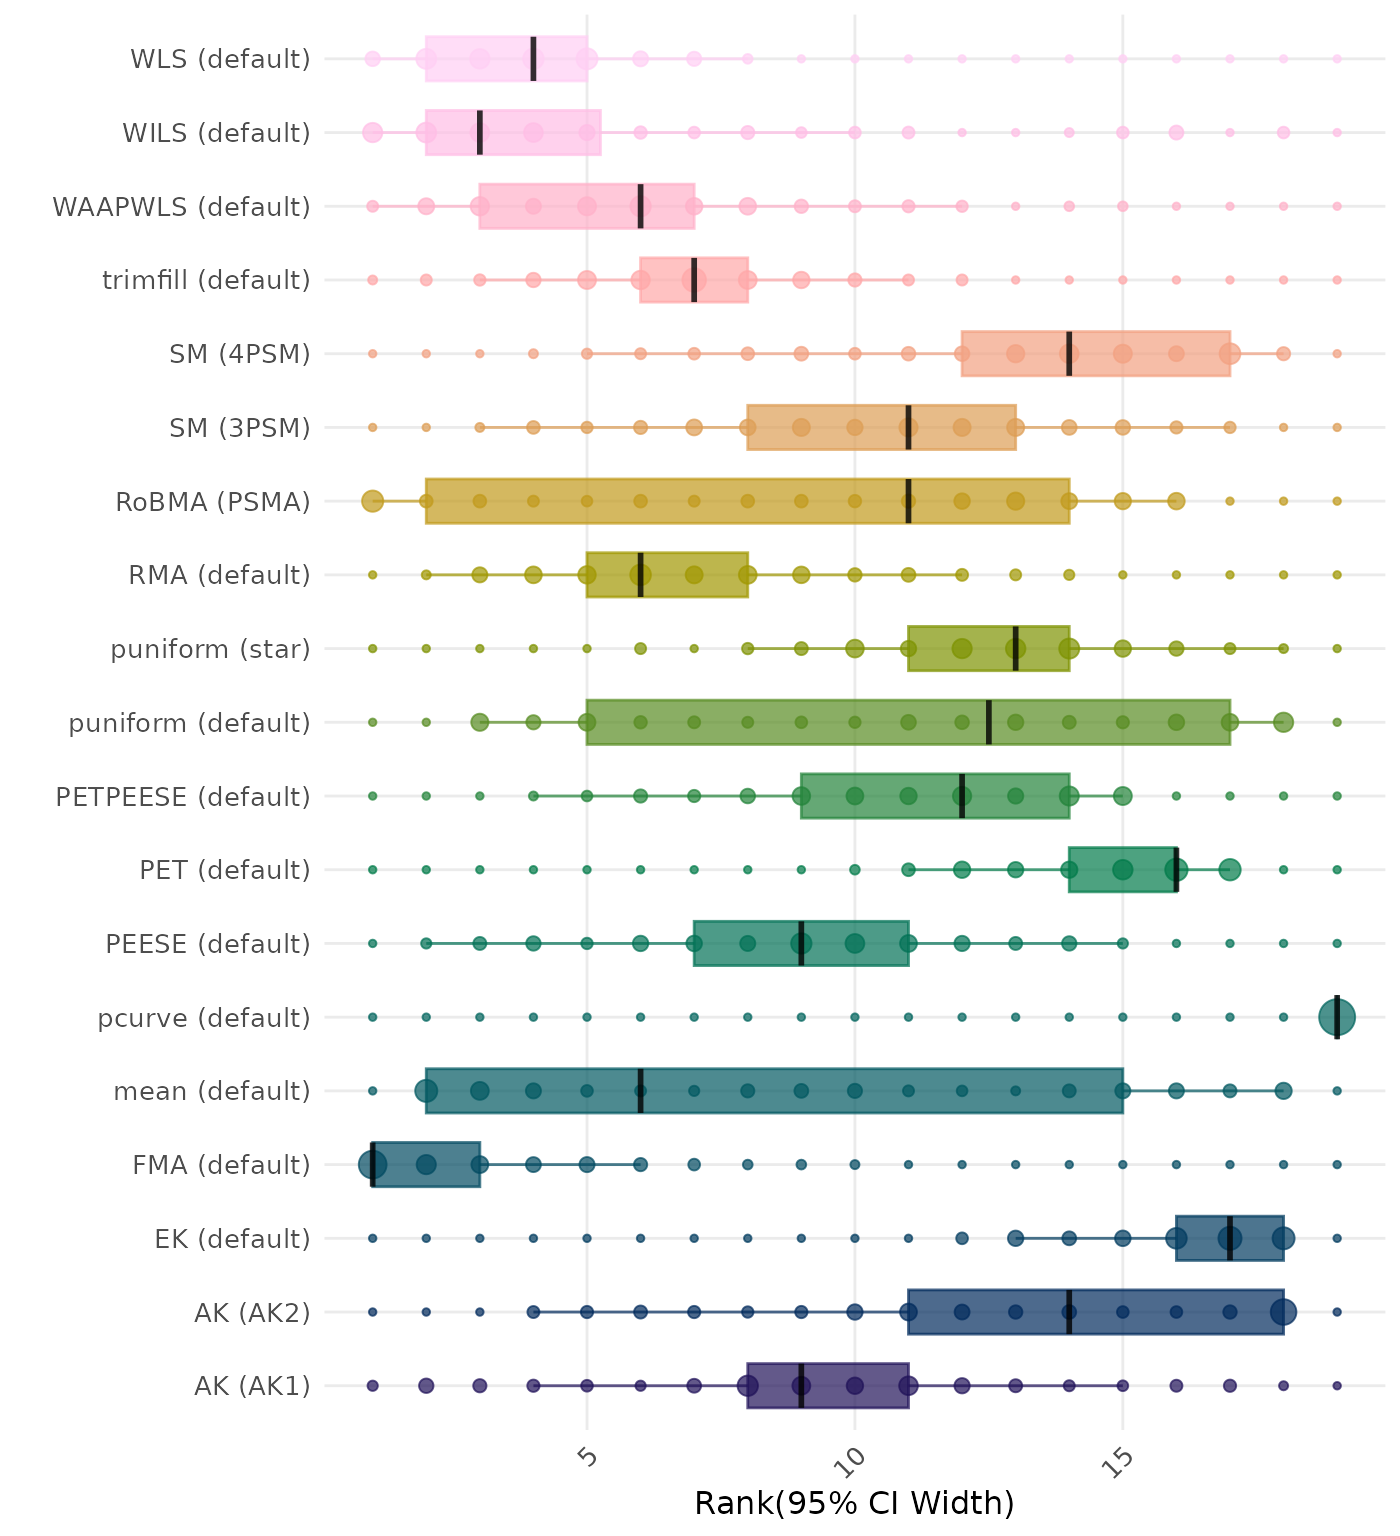 WLS (default)
WILS (default)
WAAPWLS (default)
trimfill (default)
SM (4PSM)
SM (3PSM)
RoBMA (PSMA)
RMA (default)
puniform (star)
puniform (default)
PETPEESE (default)
PET (default)
PEESE (default)
pcurve (default)
mean (default)
FMA (default)
EK (default)
AK (AK2)
AK (AK1)
5 10 15
Rank(95% CI Width)